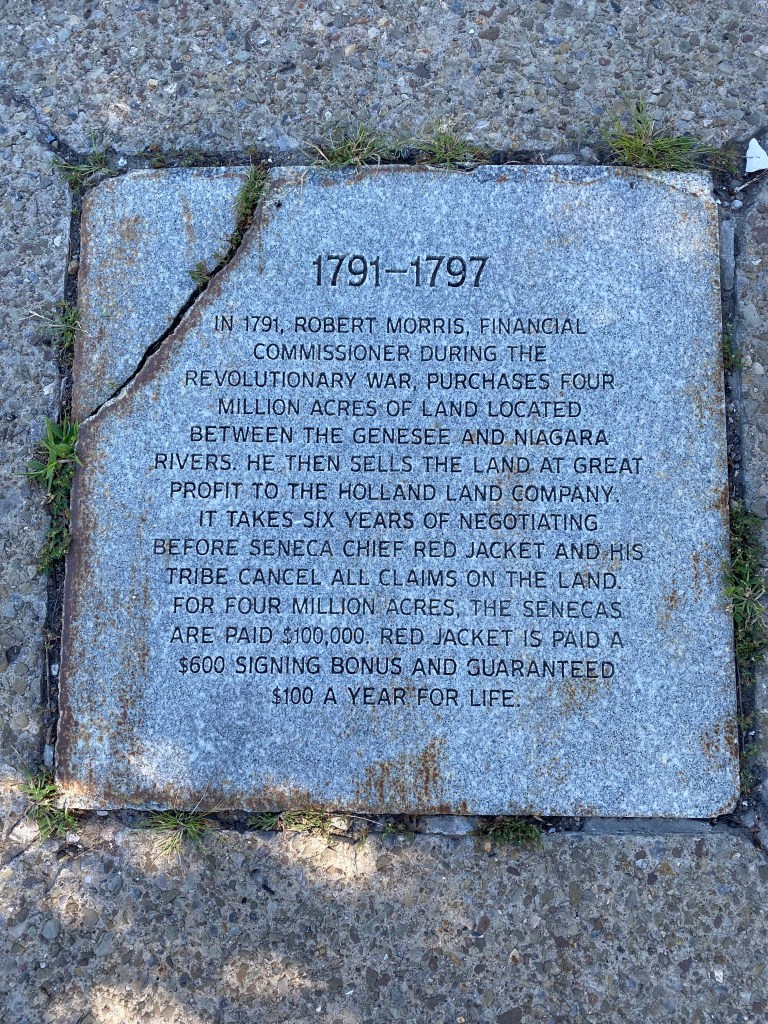 1791–1797
IN 1791, ROBERT MORRIS, FINANCIAL
COMMISSIONER DURING THE
REVOLUTIONARY WAR, PURCHASES FOUR
MILLION ACRES OF LAND LOCATED
BETWEEN THE GENESEE AND NIAGARA
RIVERS. HE THEN SELLS THE LAND AT GREAT
PROFIT TO THE HOLLAND LAND COMPANY.
IT TAKES SIX YEARS OF NEGOTIATING
BEFORE SENECA CHIEF RED JACKET AND HIS
TRIBE CANCEL ALL CLAIMS ON THE LAND.
FOR FOUR MILLION ACRES, THE SENECAS
ARE PAID $100,000. RED JACKET IS PAID A
$600 SIGNING BONUS AND GUARANTEED
$100 A YEAR FOR LIFE.